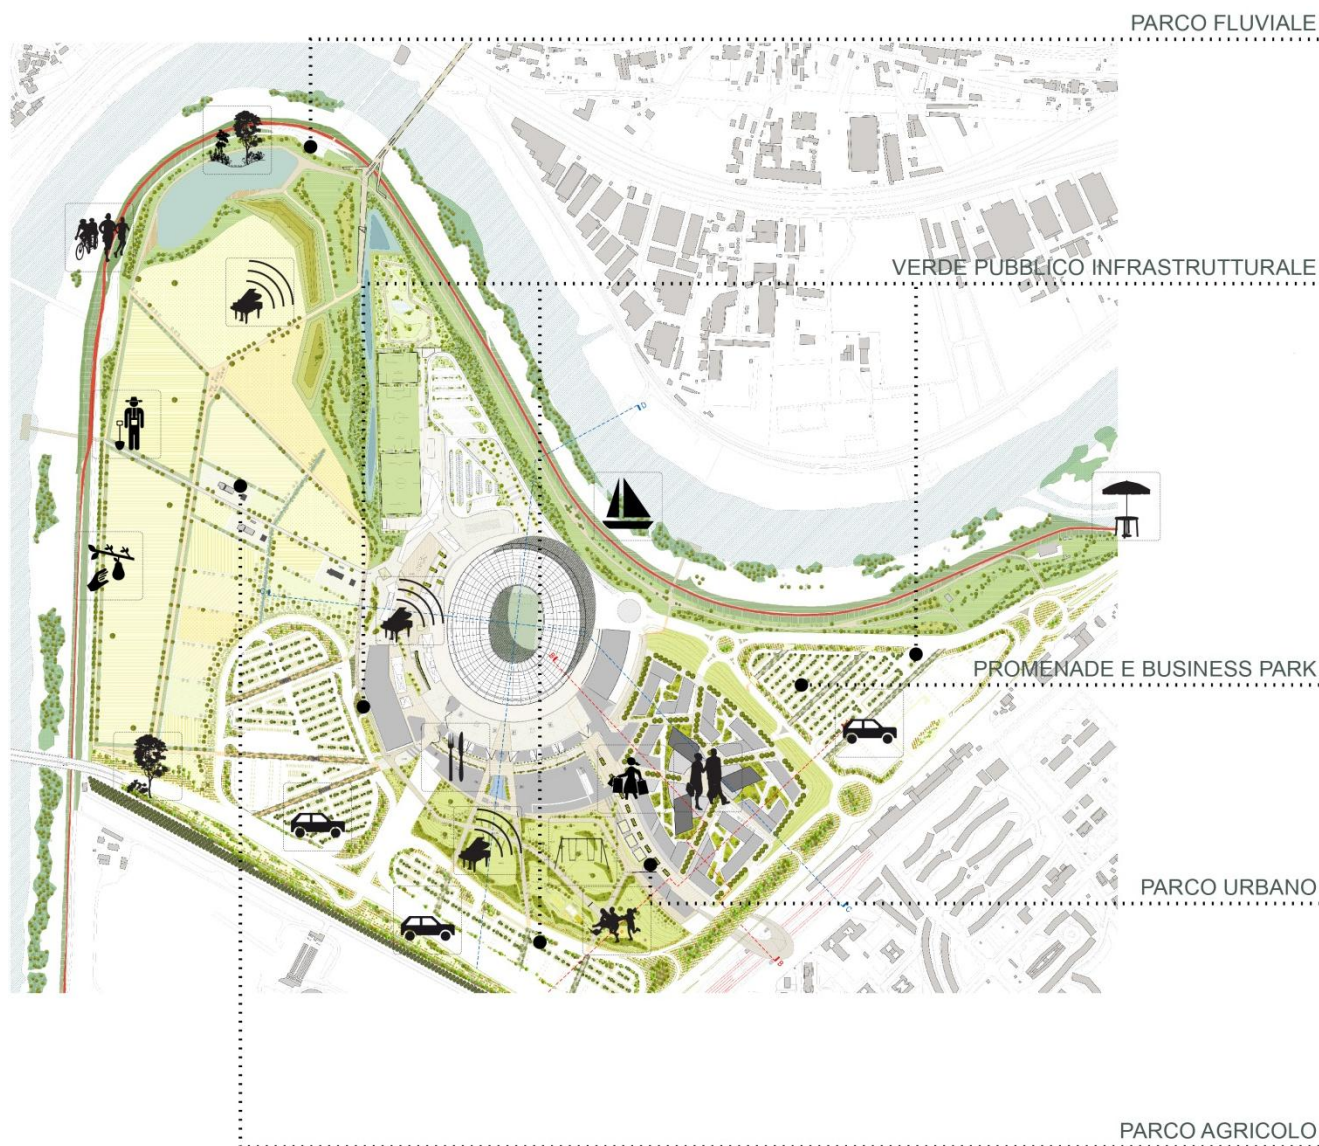 PARCO FLUVIALE
VERDE PUBBLICO INFRASTRUTTURALE
D
PROMENADE E BUSINESS PARK
PARCO URBANO
C
B
PARCO AGRICOLO